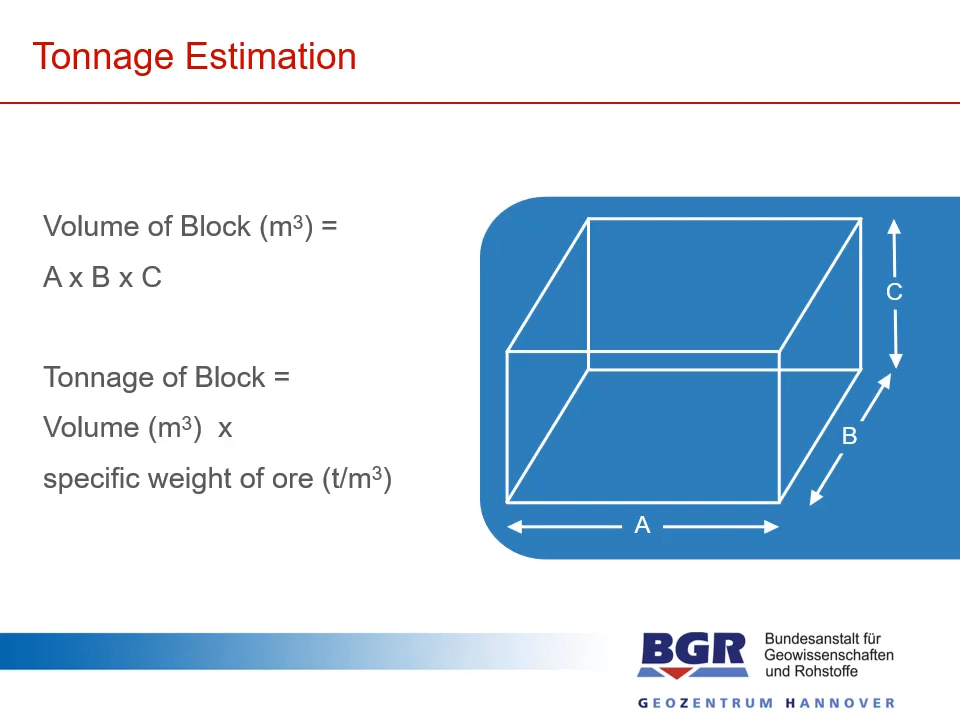 Tonnage Estimation
Volume of Block (m³) =
A x B x C
Tonnage of Block =
Volume (m³) x
specific weight of ore (t/m³)
C
B
A
BGR
Bundesanstalt für
Geowissenschaften
und Rohstoffe
GEOZENTRUM HANNOVER